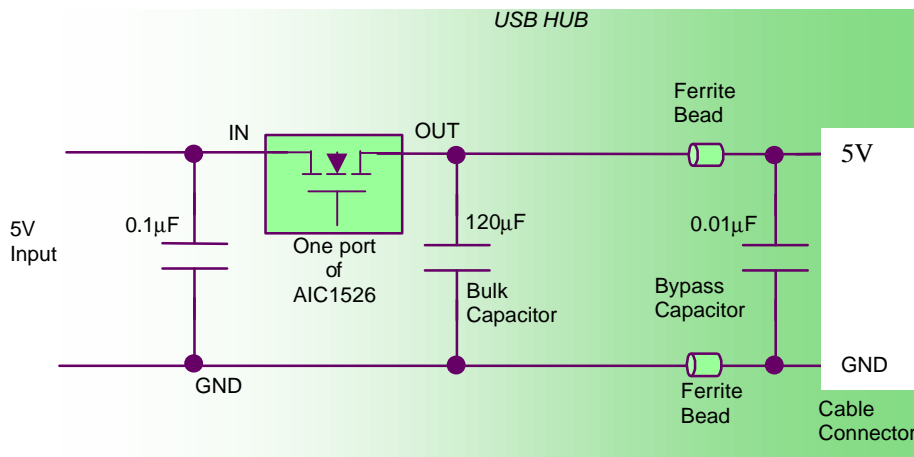 USB HUB
Ferrite
Bead
IN
OUT
5V
0.1µF
120µF
0.01µF
5V
Input
One port
of
AIC1526
Bulk
Capacitor
Bypass
Capacitor
GND
GND
Ferrite
Bead
Cable
Connector